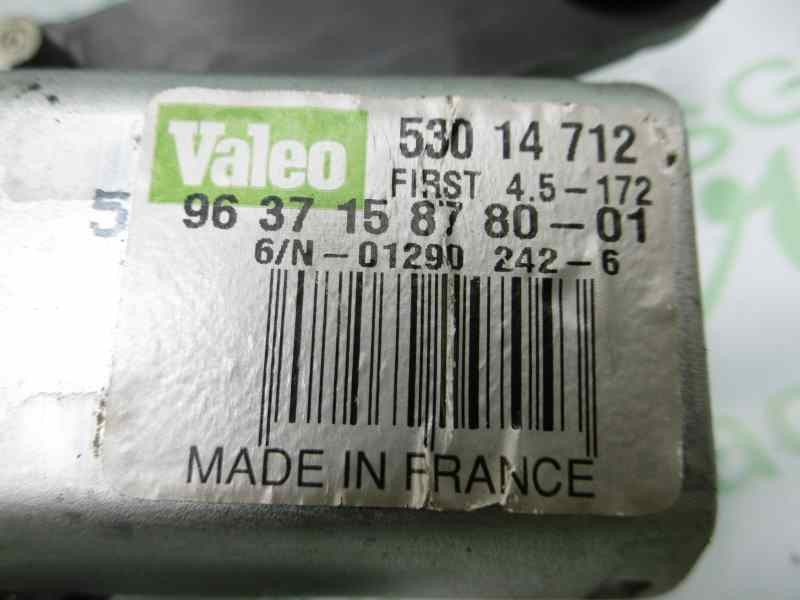 Valeo
530 14 712
FIRST 4.5-172
5
96 37 15 87 80-01
6/N-01290 242-6
MADE IN FRANCE